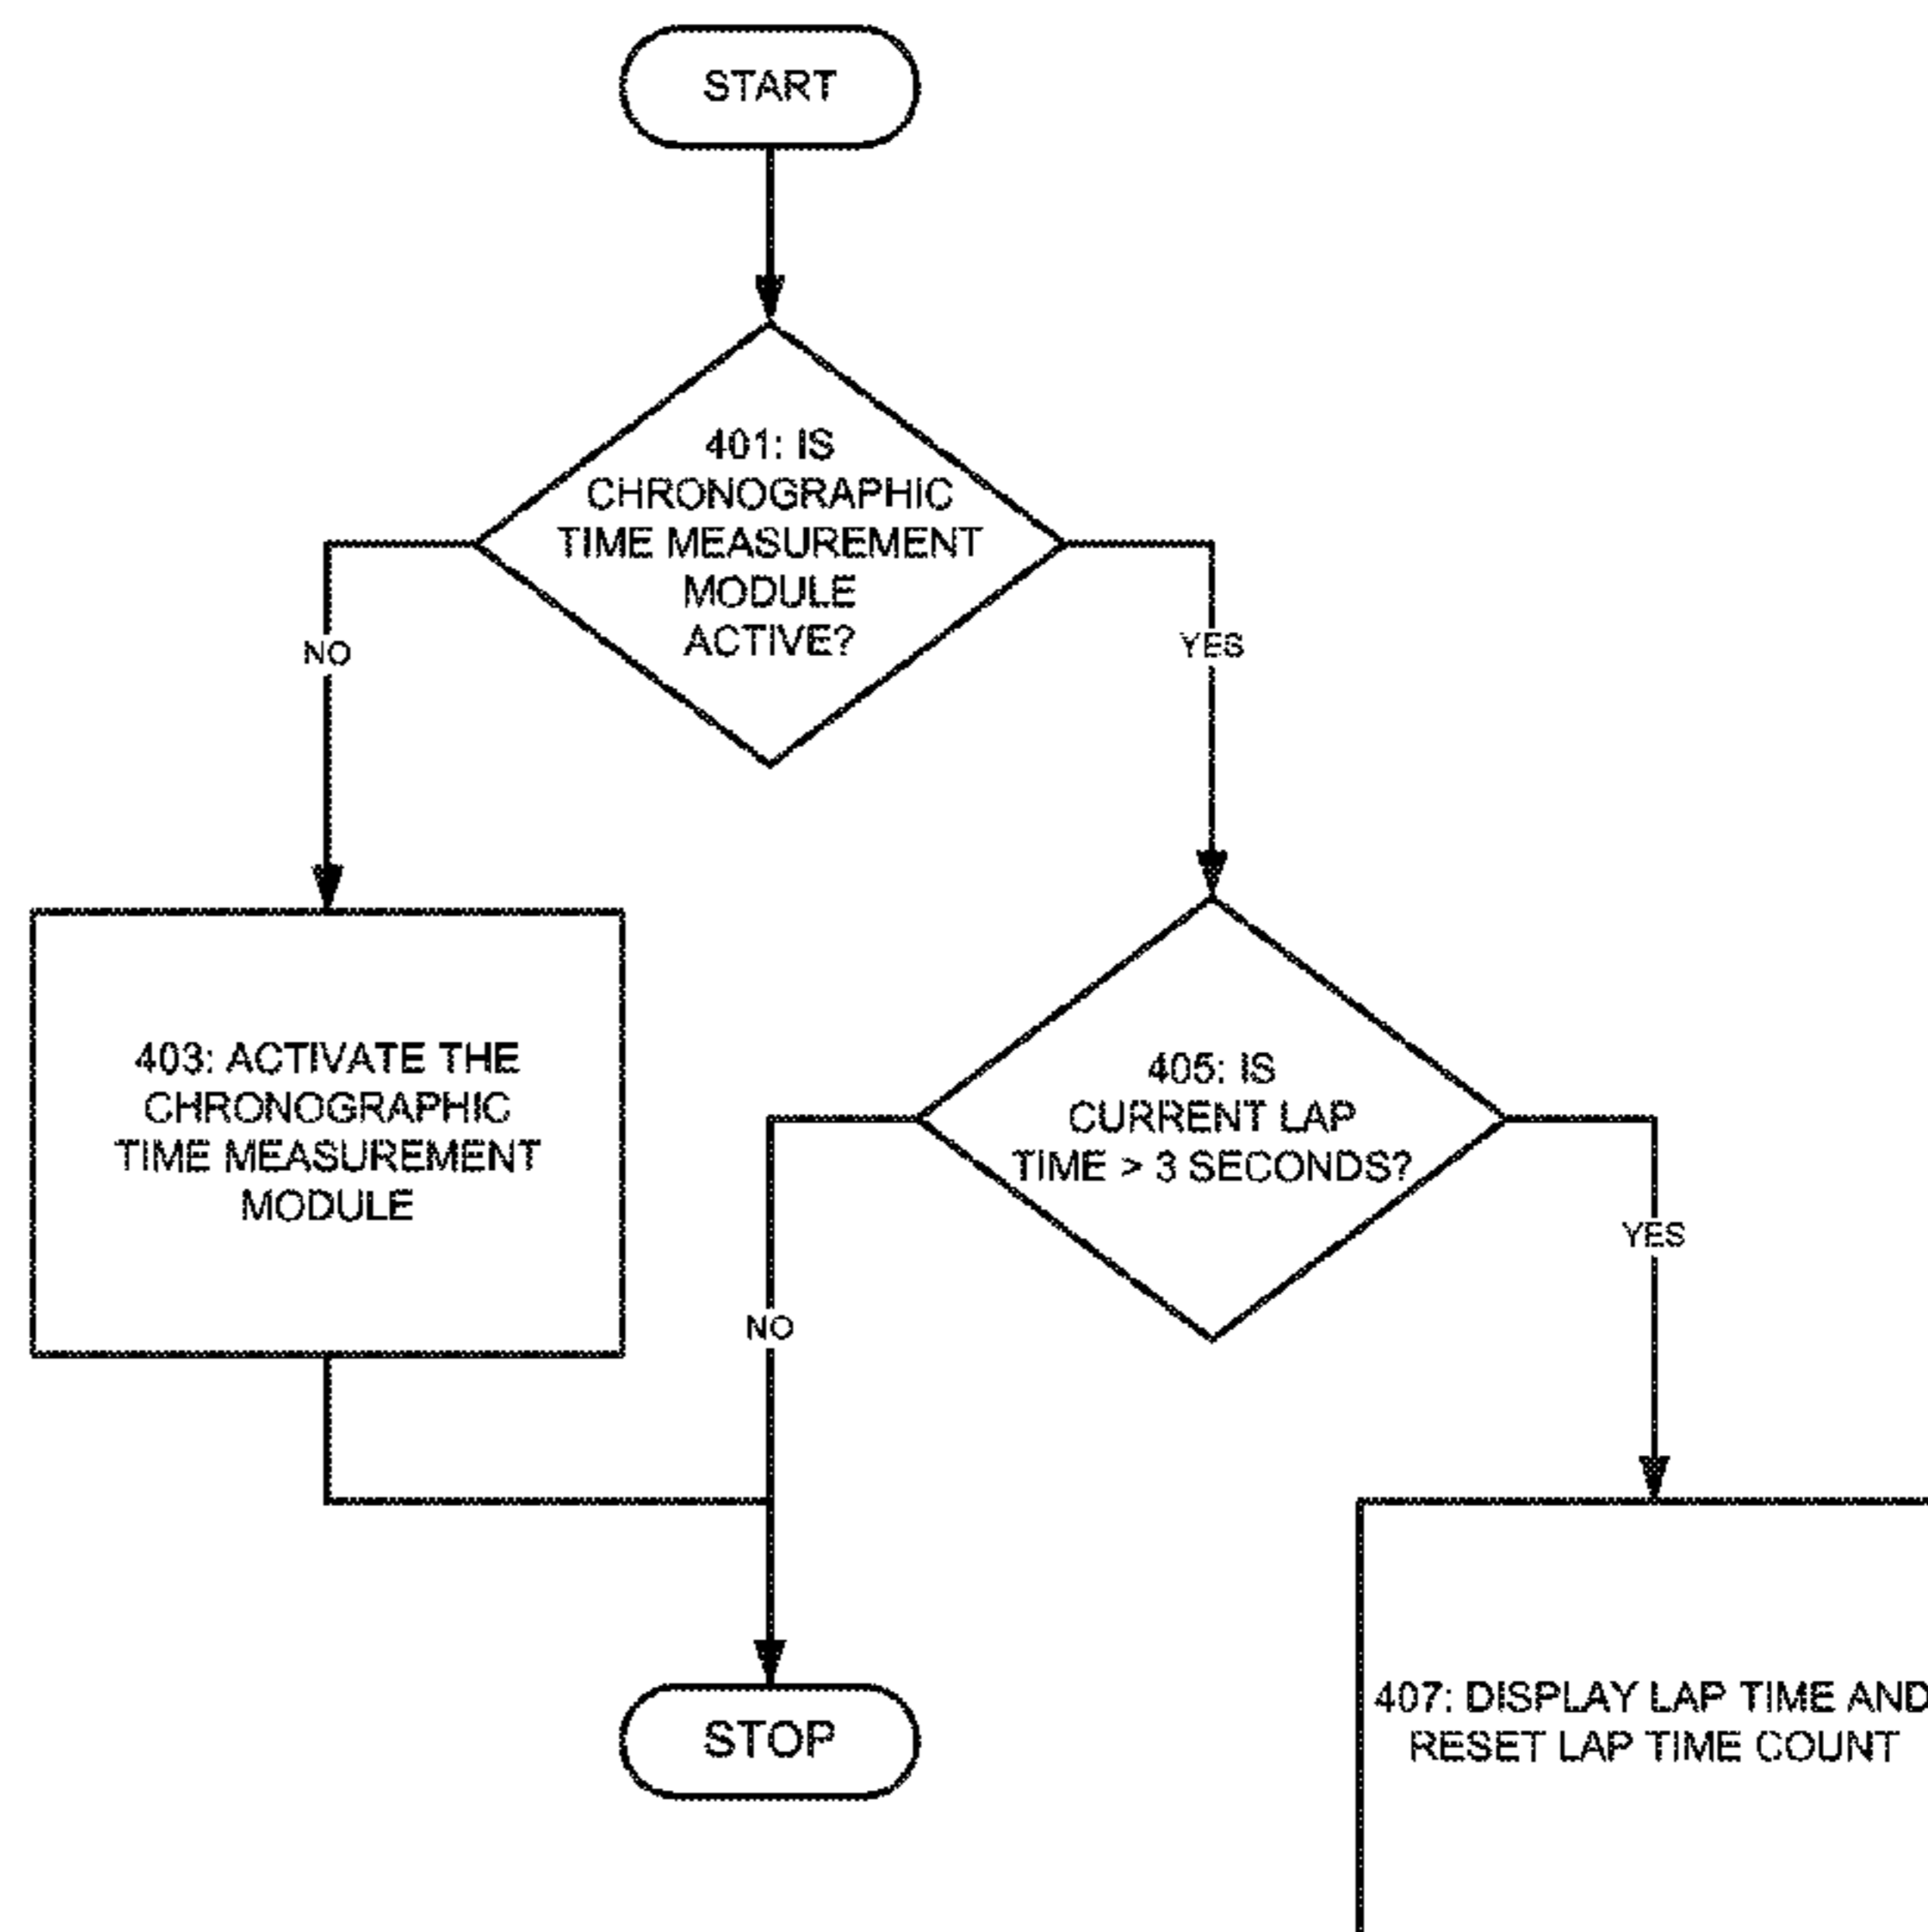 START
401: IS
CHRONOGRAPHIC
TIME MEASUREMENT
MODULE
ACTIVE?
NO
YES
403: ACTIVATE THE
CHRONOGRAPHIC
TIME MEASUREMENT
MODULE
405: IS
CURRENT LAP
TIME > 3 SECONDS?
NO
YES
STOP
407: DISPLAY LAP TIME AND
RESET LAP TIME COUNT